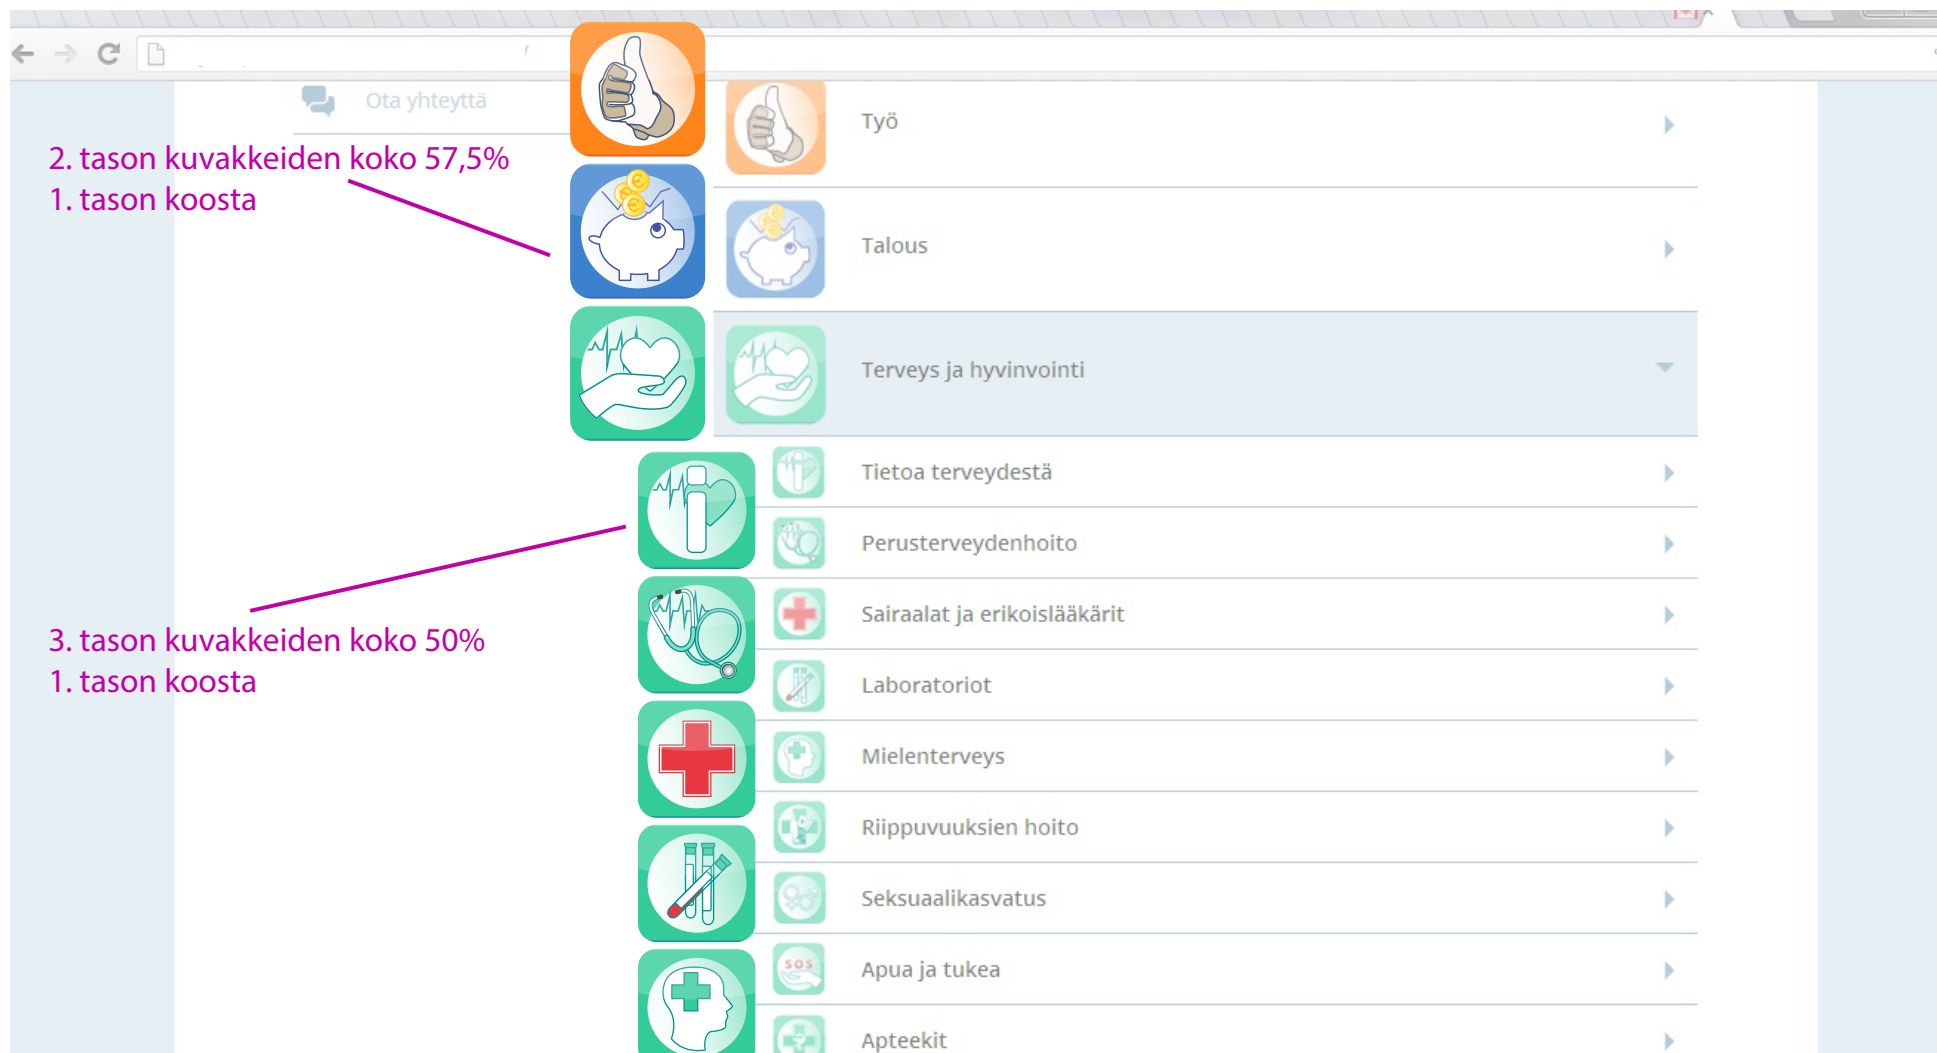 Ota yhteyttä
Työ
2. tason kuvakkeiden koko 57,5%
1. tason koosta
Talous
Terveys ja hyvinvointi
Tietoa terveydestä
Perusterveydenhoito
Sairaalat ja erikoislääkärit
3. tason kuvakkeiden koko 50%
1. tason koosta
Laboratoriot
Mielenterveys
Riippuvuuksien hoito
Seksuaalikasvatus
SOS
Apua ja tukea
Apteekit